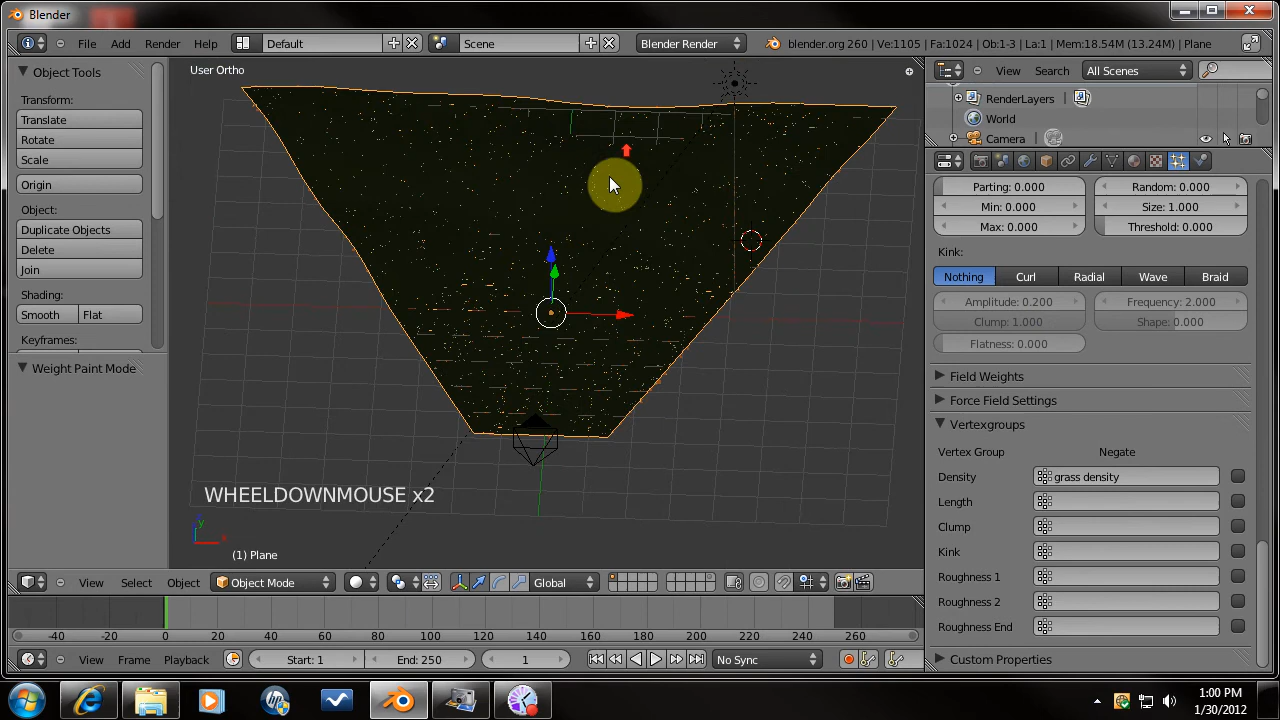 Blender
File Add Render Help Default Scene Blender Render blender.org 260 | Ve:1105 | Fa:1024 | Ob:1-3 | La:1 | Mem:18.54M (13.24M) | Plane
Object Tools
Transform:
Translate
Rotate
Scale
Origin
Object:
Duplicate Objects
Delete
Join
Shading:
Smooth Flat
Keyframes:
Weight Paint Mode
User Ortho
WHEELDOWNMOUSE x2
y
x
(1) Plane
View Select Object Object Mode Global
-40 -20 0 20 40 60 80 100 120 140 160 180 200 220 240 260
View Frame Playback Start: 1 End: 250 1 No Sync
View Search All Scenes
RenderLayers
World
Camera
Parting: 0.000 Random: 0.000
Min: 0.000 Size: 1.000
Max: 0.000 Threshold: 0.000
Kink:
Nothing Curl Radial Wave Braid
Amplitude: 0.200 Frequency: 2.000
Clump: 1.000 Shape: 0.000
Flatness: 0.000
Field Weights
Force Field Settings
Vertexgroups
Vertex Group Negate
Density grass density
Length
Clump
Kink
Roughness 1
Roughness 2
Roughness End
Custom Properties
1:00 PM
1/30/2012